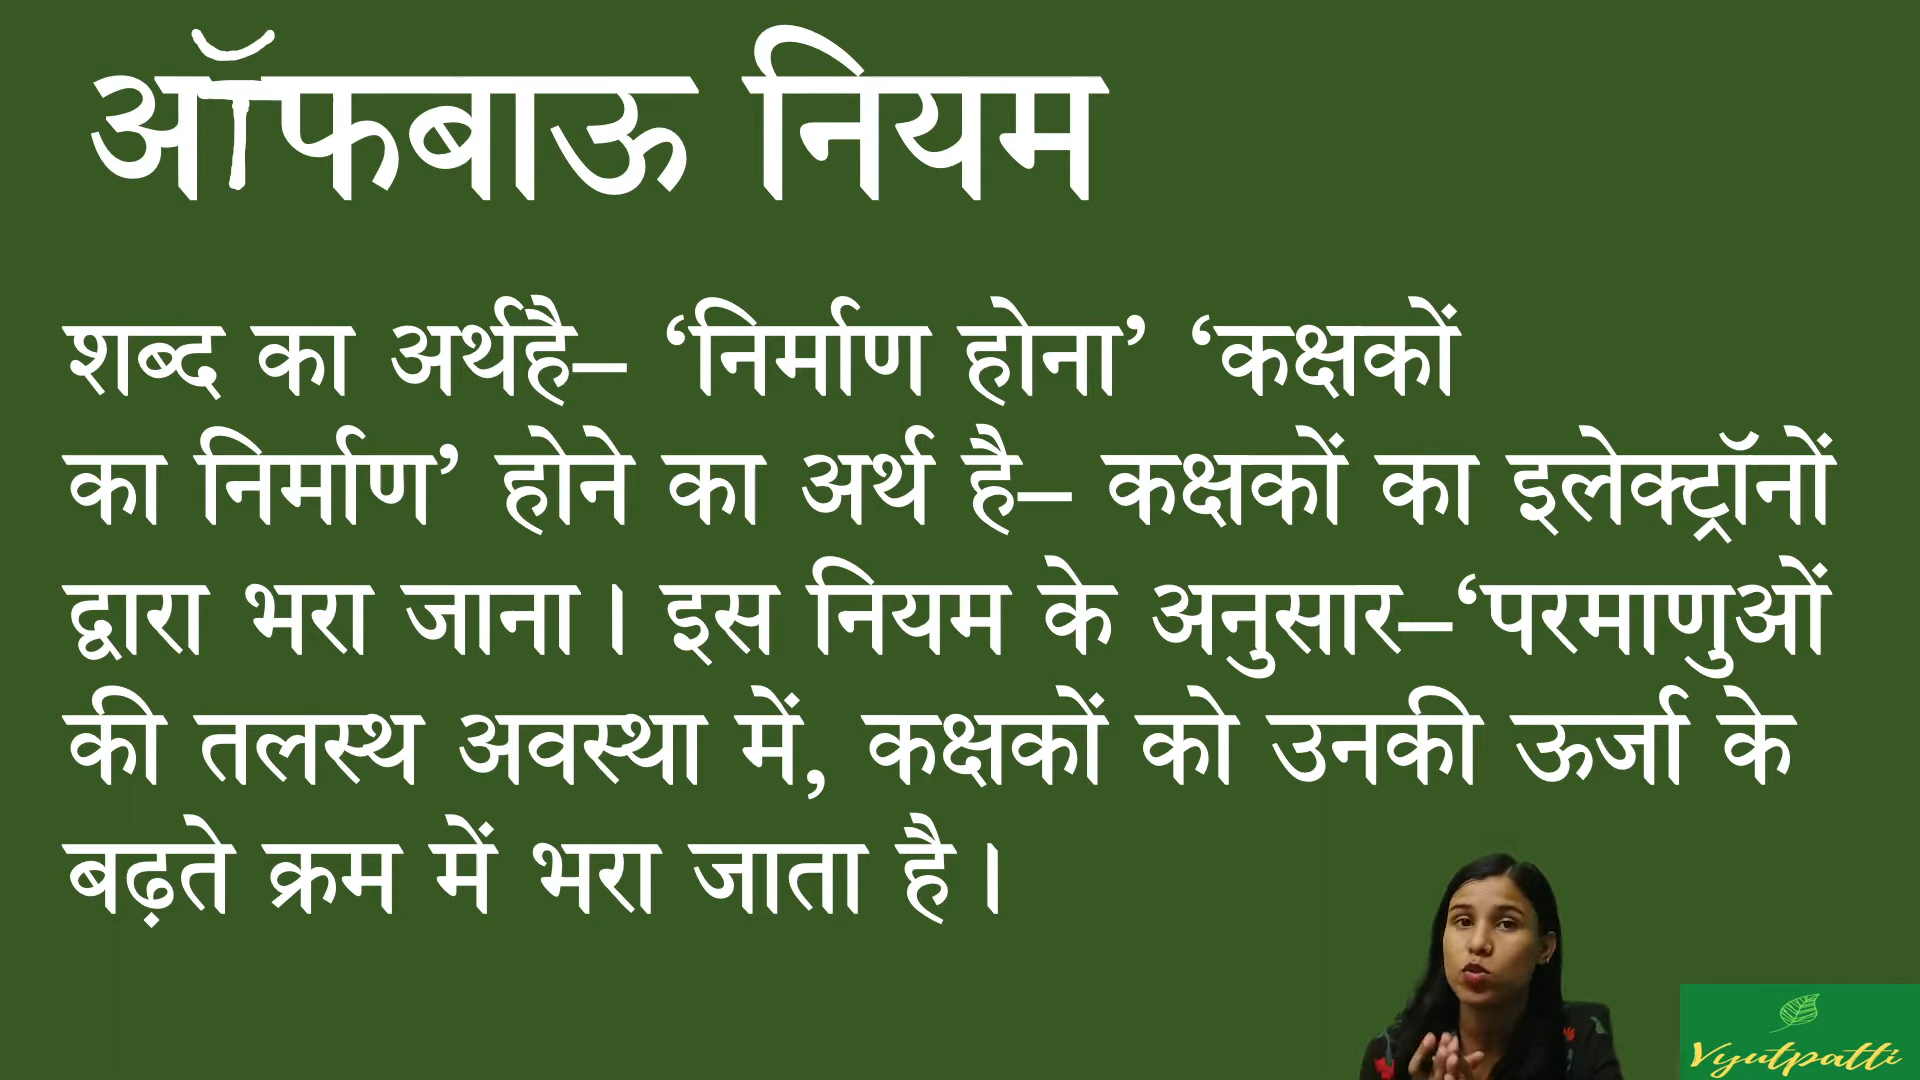 ऑफबाऊ नियम
शब्द का अर्थहै– ‘निर्माण होना’ ‘कक्षकों
का निर्माण’ होने का अर्थ है– कक्षकों का इलेक्ट्रॉनों
द्वारा भरा जाना। इस नियम के अनुसार–‘परमाणुओं
की तलस्थ अवस्था में, कक्षकों को उनकी ऊर्जा के
बढ़ते क्रम में भरा जाता है।
Vyutpatti